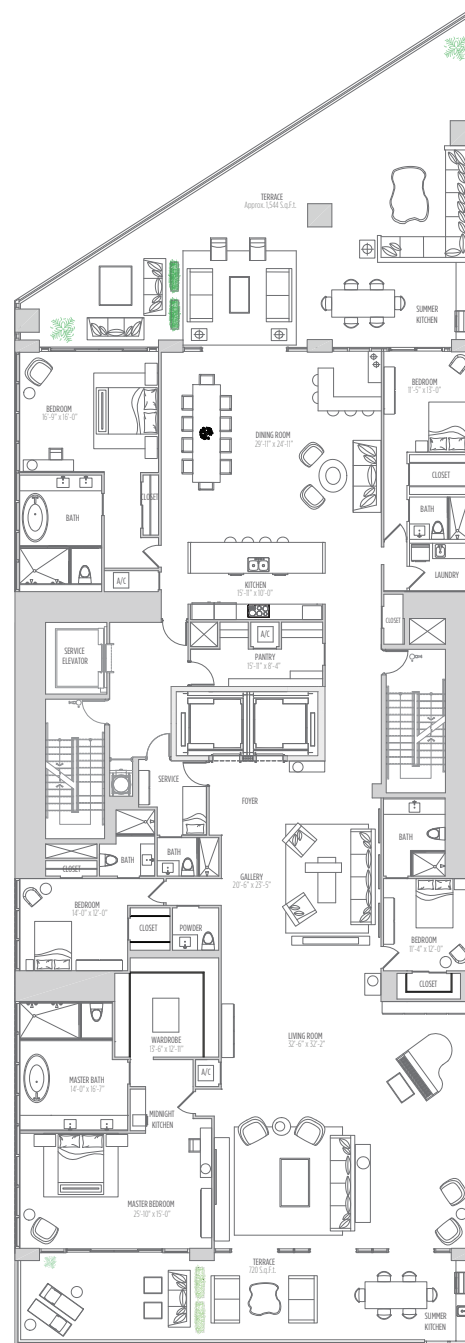 TERRACE
Approx. 1,544 S.q.F.t.
SUMMER
KITCHEN
BEDROOM
16'-9" x 16'-0"
BEDROOM
11'-5" x 13'-0"
DINING ROOM
29'-11" x 24'-11"
CLOSET
CLOSET
BATH
BATH
A/C
KITCHEN
15'-11" x 10'-0"
LAUNDRY
CLOSET
A/C
SERVICE
ELEVATOR
PANTRY
15'-11" x 8'-4"
SERVICE
FOYER
BATH
BATH
BATH
CLOSET
GALLERY
20'-6" x 23'-5"
BEDROOM
14'-0" x 12'-0"
CLOSET
POWDER
BEDROOM
11'-4" x 12'-0"
CLOSET
WARDROBE
13'-6" x 12'-11"
LIVING ROOM
32'-6" x 32'-2"
A/C
MASTER BATH
14'-0" x 16'-7"
MIDNIGHT
KITCHEN
MASTER BEDROOM
25'-10" x 15'-0"
TERRACE
720 S.q.F.t.
SUMMER
KITCHEN